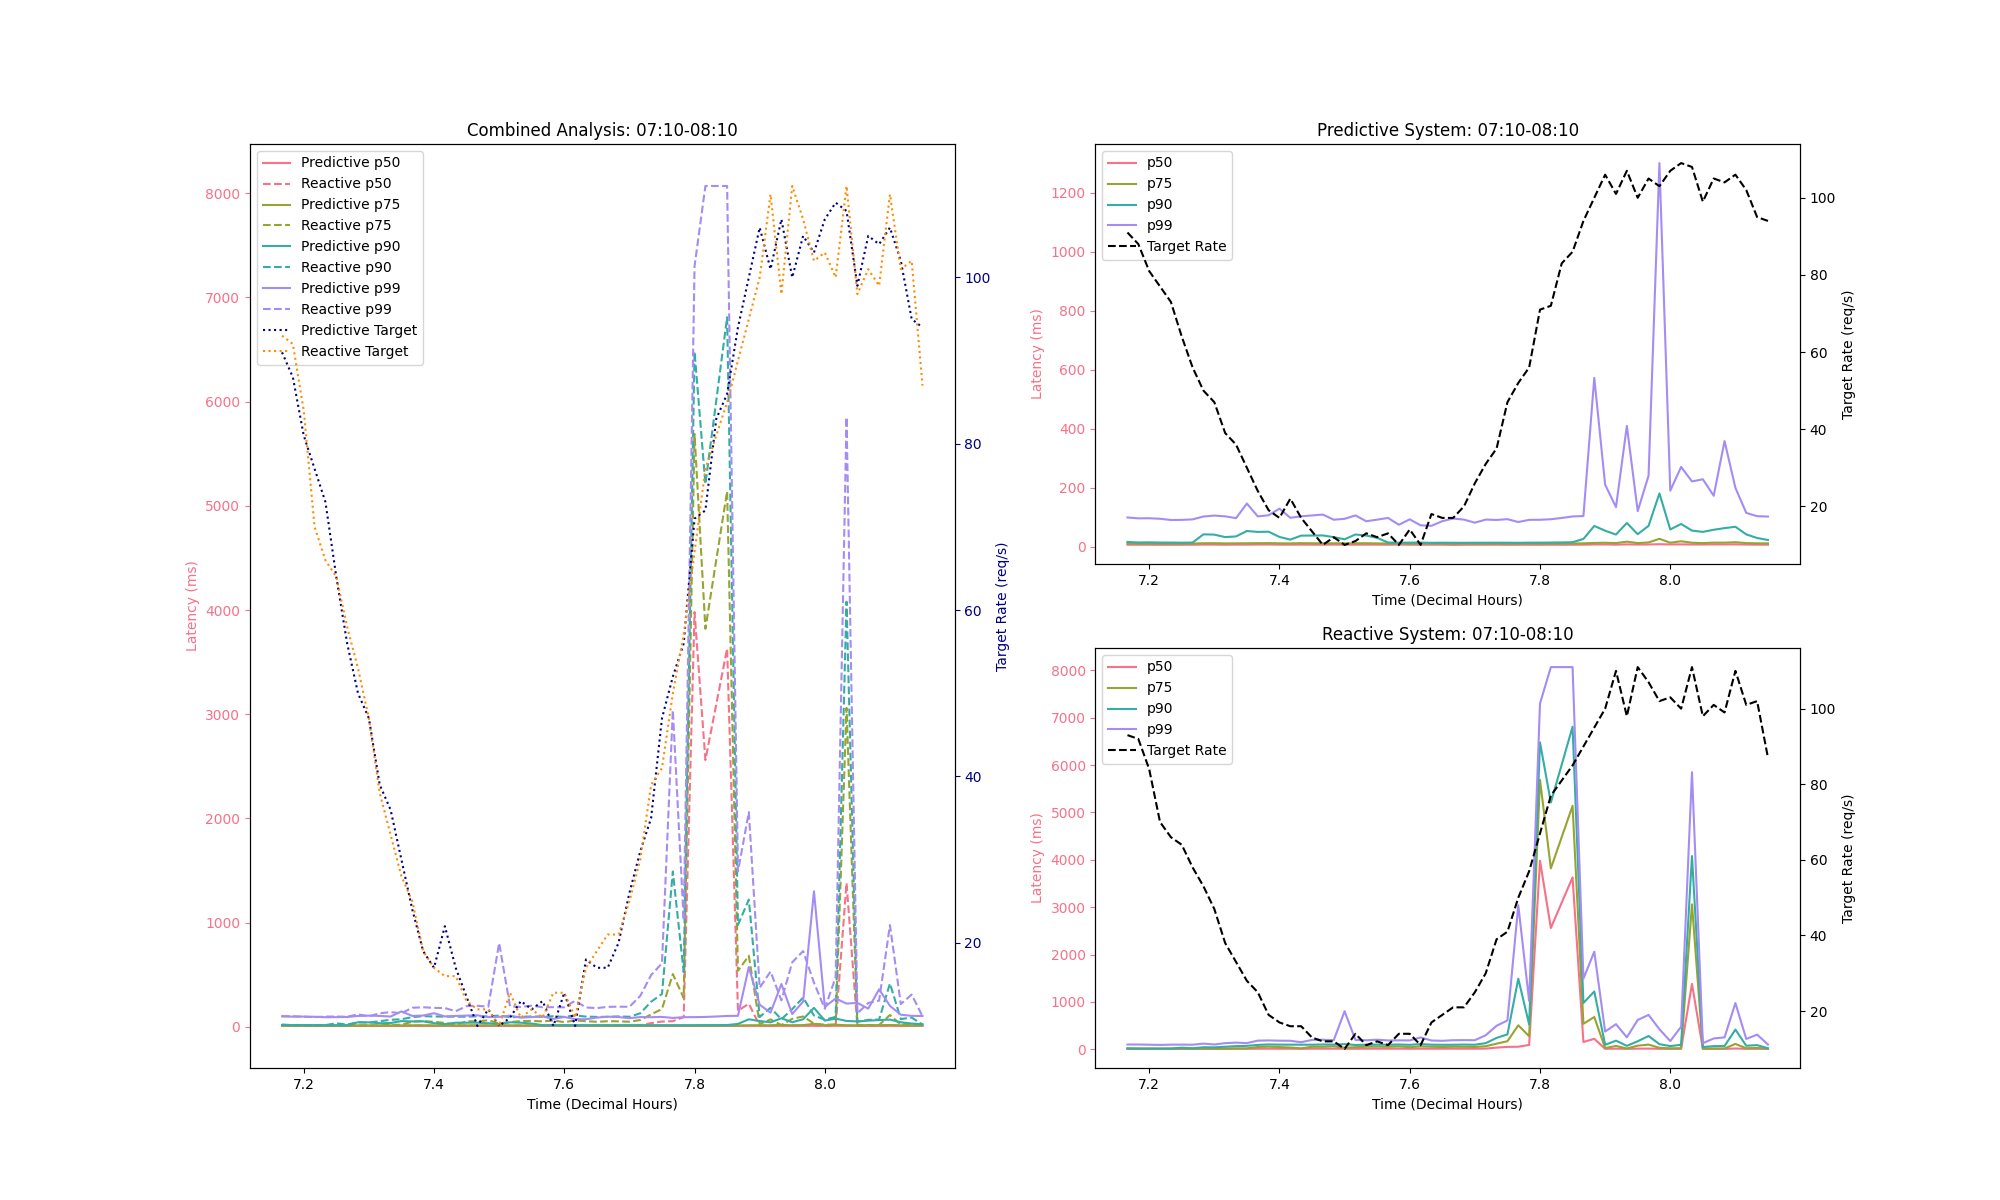 Combined Analysis: 07:10-08:10
Predictive p50
Reactive p50
Predictive p75
Reactive p75
Predictive p90
Reactive p90
Predictive p99
Reactive p99
Predictive Target
Reactive Target
8000
7000
6000
5000
4000
3000
2000
1000
0
Latency (ms)
100
80
60
40
20
Target Rate (req/s)
7.2 7.4 7.6 7.8 8.0
Time (Decimal Hours)
Predictive System: 07:10-08:10
p50
p75
p90
p99
Target Rate
1200
1000
800
600
400
200
0
Latency (ms)
100
80
60
40
20
Target Rate (req/s)
7.2 7.4 7.6 7.8 8.0
Time (Decimal Hours)
Reactive System: 07:10-08:10
p50
p75
p90
p99
Target Rate
8000
7000
6000
5000
4000
3000
2000
1000
0
Latency (ms)
100
80
60
40
20
Target Rate (req/s)
7.2 7.4 7.6 7.8 8.0
Time (Decimal Hours)